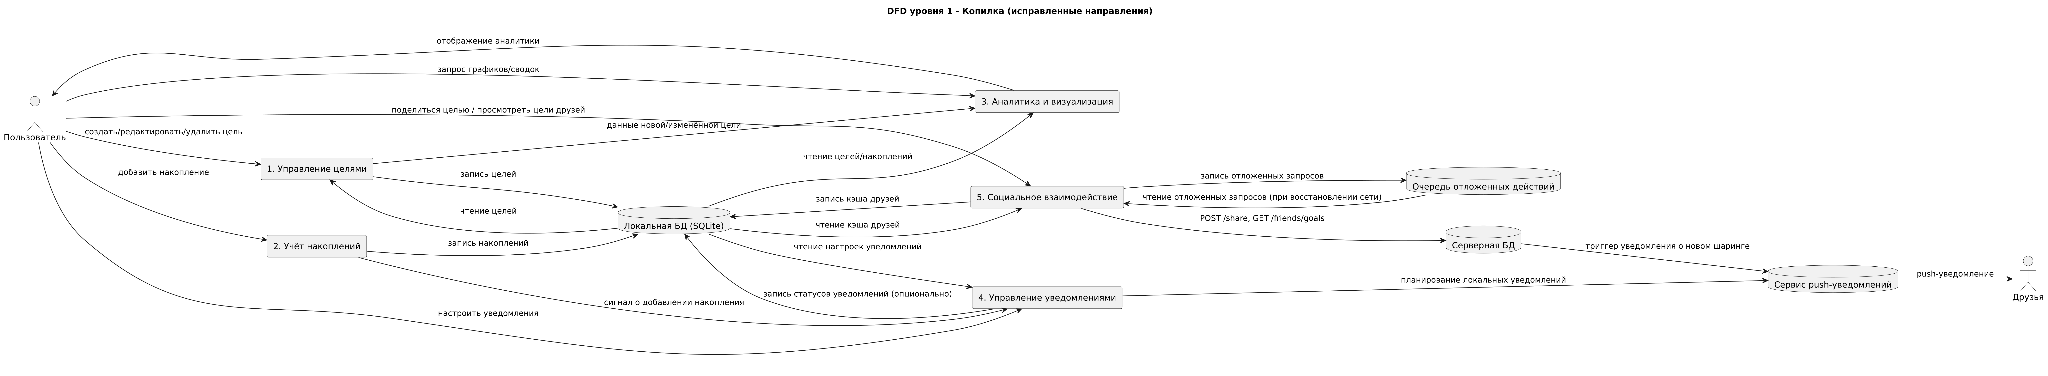 DFD уровня 1 - Копилка (исправленные направления)
отображение аналитики
запрос графиков/сводок
3. Аналитика и визуализация
поделиться целью / просмотреть цели друзей
Пользователь
создать/редактировать/удалить цель
данные новой/изменённой цели
1. Управление целями
чтение целей/накоплений
добавить накопление
запись целей
запись отложенных запросов
Очередь отложенных действий
5. Социальное взаимодействие
чтение отложенных запросов (при восстановлении сети)
запись кэша друзей
чтение целей
Локальная БД (SQLite)
чтение кэша друзей
POST /share, GET /friends/goals
2. Учёт накоплений
запись накоплений
чтение настроек уведомлений
Серверная БД
триггер уведомления о новом шаринге
push-уведомление
планирование локальных уведомлений
Сервис push-уведомлений
запись статусов уведомлений (опционально)
4. Управление уведомлениями
Друзья
сигнал о добавлении накопления
настроить уведомления